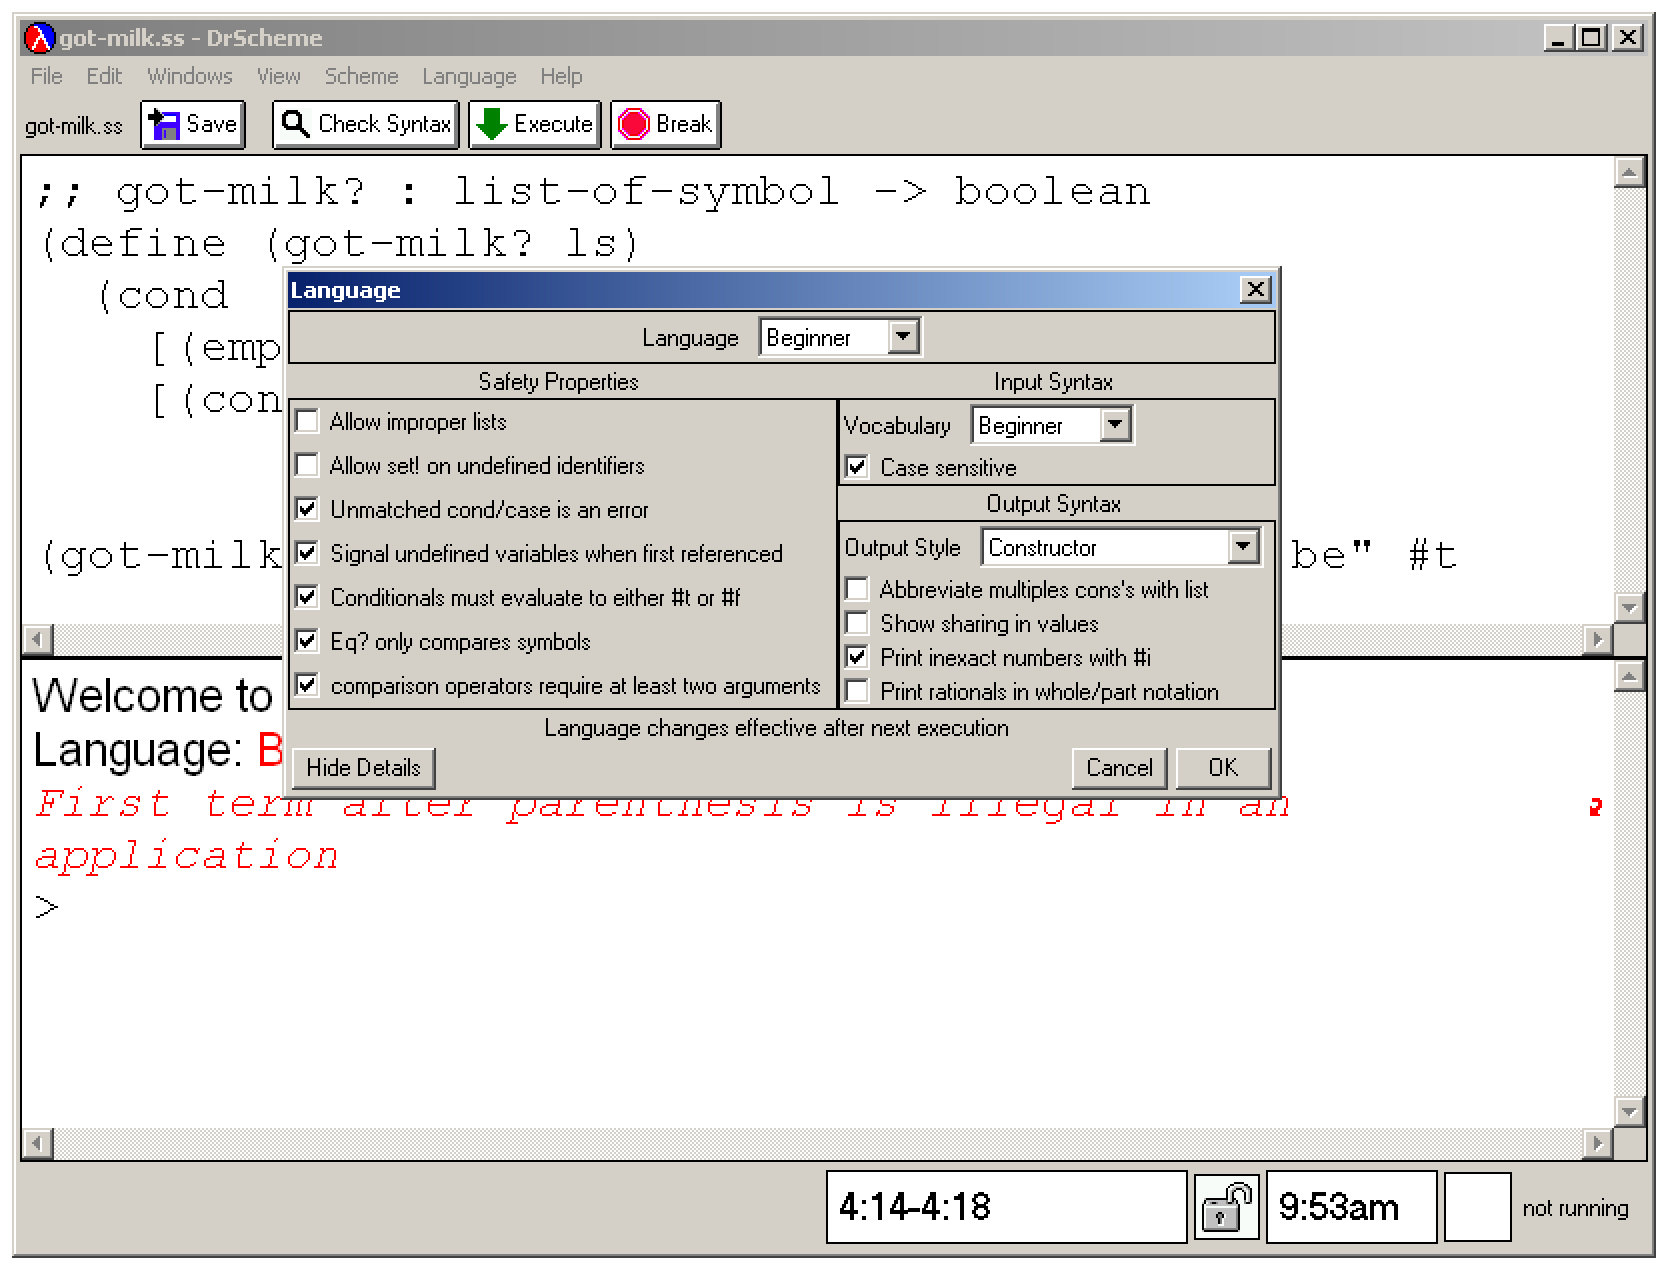 got-milk.ss - DrScheme
File Edit Windows View Scheme Language Help
got-milk.ss Save Check Syntax Execute Break
;; got-milk? : list-of-symbol -> boolean
(define (got-milk? ls)
(cond
[(emp
[(con
(got-milk be" #t
Language
Language Beginner
Safety Properties
Allow improper lists
Allow set! on undefined identifiers
Unmatched cond/case is an error
Signal undefined variables when first referenced
Conditionals must evaluate to either #t or #f
Eq? only compares symbols
comparison operators require at least two arguments
Input Syntax
Vocabulary Beginner
Case sensitive
Output Syntax
Output Style Constructor
Abbreviate multiples cons's with list
Show sharing in values
Print inexact numbers with #i
Print rationals in whole/part notation
Language changes effective after next execution
Hide Details Cancel OK
Welcome to
Language: B
First term after parenthesis is illegal in an
application
>
4:14-4:18 9:53am not running